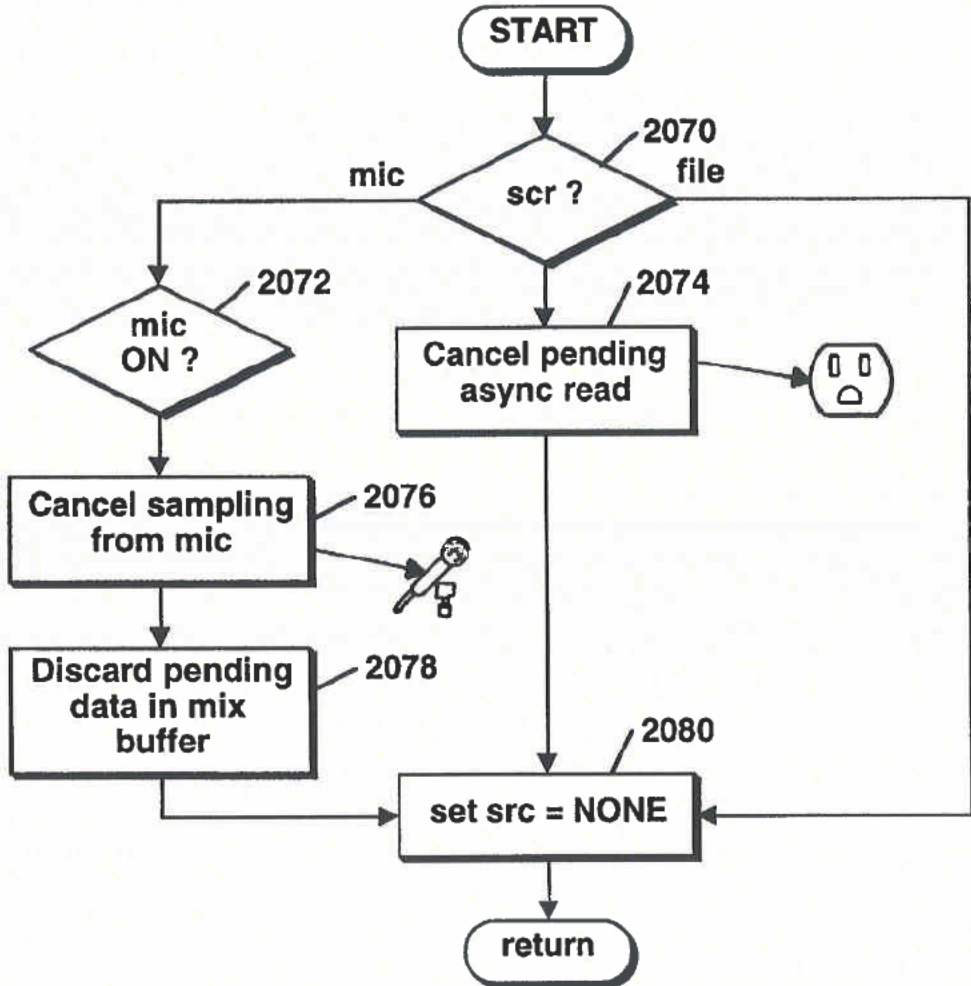 START
2070
mic
scr ?
file
2072
mic
ON ?
2074
Cancel pending
async read
Cancel sampling
from mic
2076
Discard pending
data in mix
buffer
2078
2080
set src = NONE
return